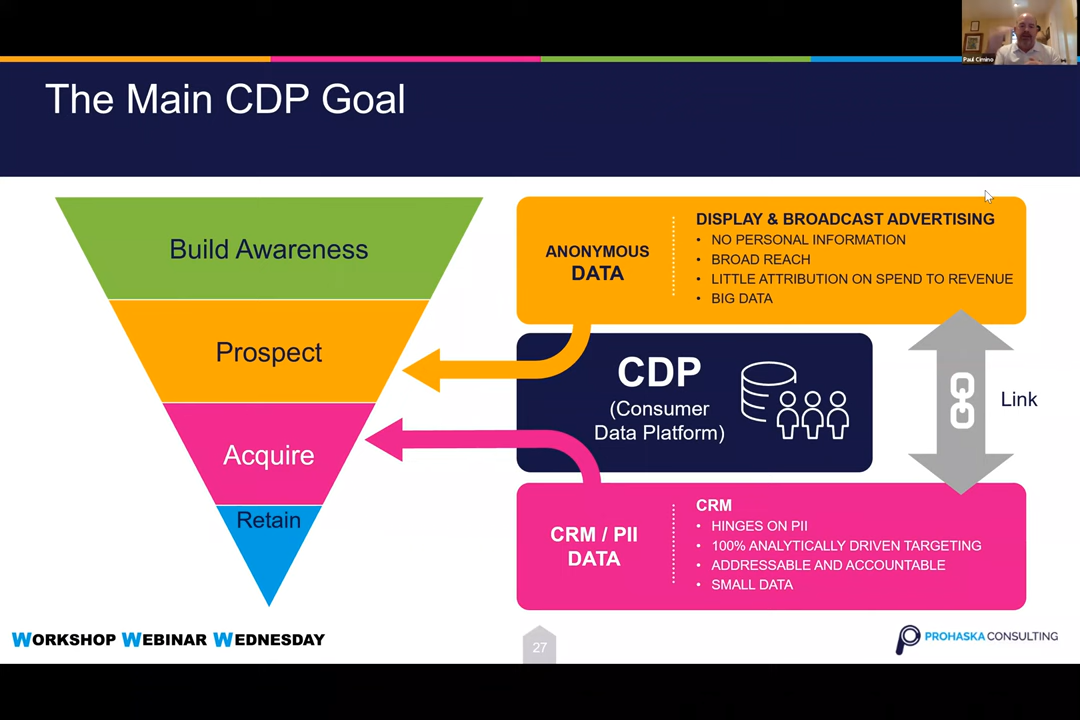 Paul Cimino
The Main CDP Goal
Build Awareness
Prospect
Acquire
Retain
ANONYMOUS
DATA
DISPLAY & BROADCAST ADVERTISING
• NO PERSONAL INFORMATION
• BROAD REACH
• LITTLE ATTRIBUTION ON SPEND TO REVENUE
• BIG DATA
CDP
(Consumer
Data Platform)
Link
CRM / PII
DATA
CRM
• HINGES ON PII
• 100% ANALYTICALLY DRIVEN TARGETING
• ADDRESSABLE AND ACCOUNTABLE
• SMALL DATA
WORKSHOP WEBINAR WEDNESDAY
27
PROHASKA CONSULTING